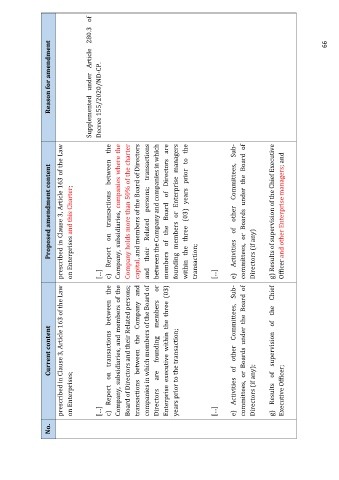 No.
Current content
Proposed amendment content
Reason for amendment
prescribed in Clause 3, Article 163 of the Law
on Enterprises;
[...]
c) Report on transactions between the
Company, subsidiaries, and members of the
Board of Directors and their Related persons;
transactions between the Company and
companies in which members of the Board of
Directors are founding members or
Enterprise executive within the three (03)
years prior to the transaction;
[...]
e) Activities of other Committees, Sub-
committees, or Boards under the Board of
Directors (if any);
g) Results of supervision of the Chief
Executive Officer;
prescribed in Clause 3, Article 163 of the Law
on Enterprises and this Charter;
[...]
c) Report on transactions between the
Company, subsidiaries, companies where the
Company holds more than 50% of the charter
capital, and members of the Board of Directors
and their Related persons; transactions
between the Company and companies in which
members of the Board of Directors are
founding members or Enterprise managers
within the three (03) years prior to the
transaction;
[...]
e) Activities of other Committees, Sub-
committees, or Boards under the Board of
Directors (if any)
g) Results of supervision of the Chief Executive
Officer and other Enterprise managers; and
Supplemented under Article 280.3 of
Decree 155/2020/ND-CP.
66